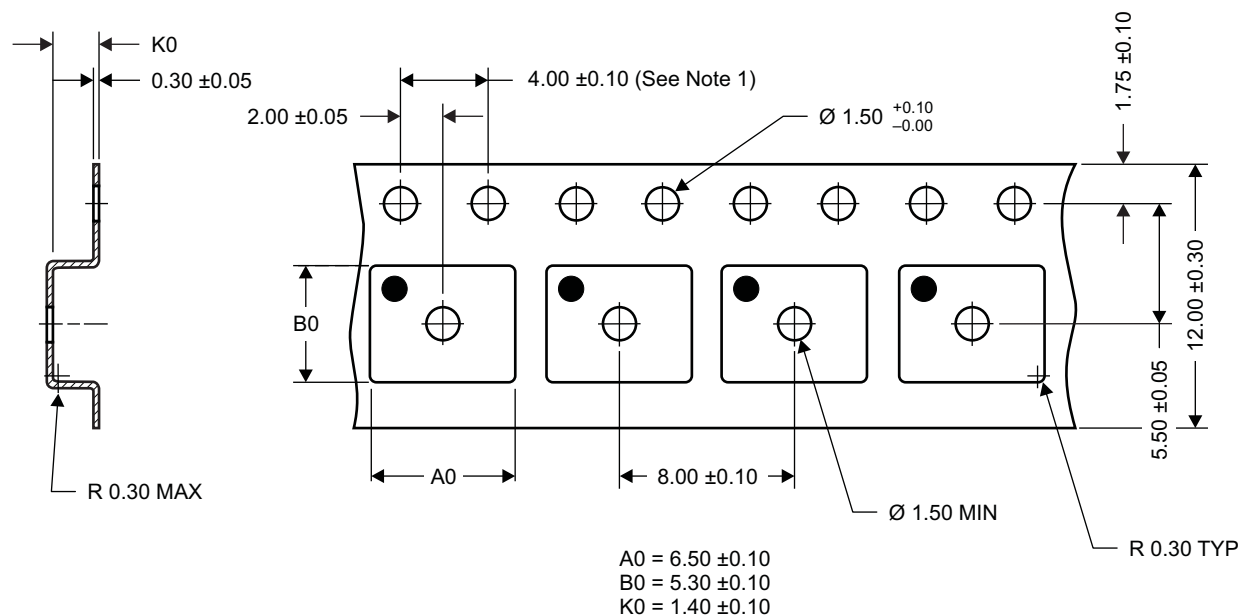 K0
0.30 ±0.05
4.00 ±0.10 (See Note 1)
2.00 ±0.05
Ø 1.50 +0.10 –0.00
1.75 ±0.10
B0
12.00 ±0.30
5.50 ±0.05
R 0.30 MAX
A0
8.00 ±0.10
Ø 1.50 MIN
R 0.30 TYP
A0 = 6.50 ±0.10
B0 = 5.30 ±0.10
K0 = 1.40 ±0.10